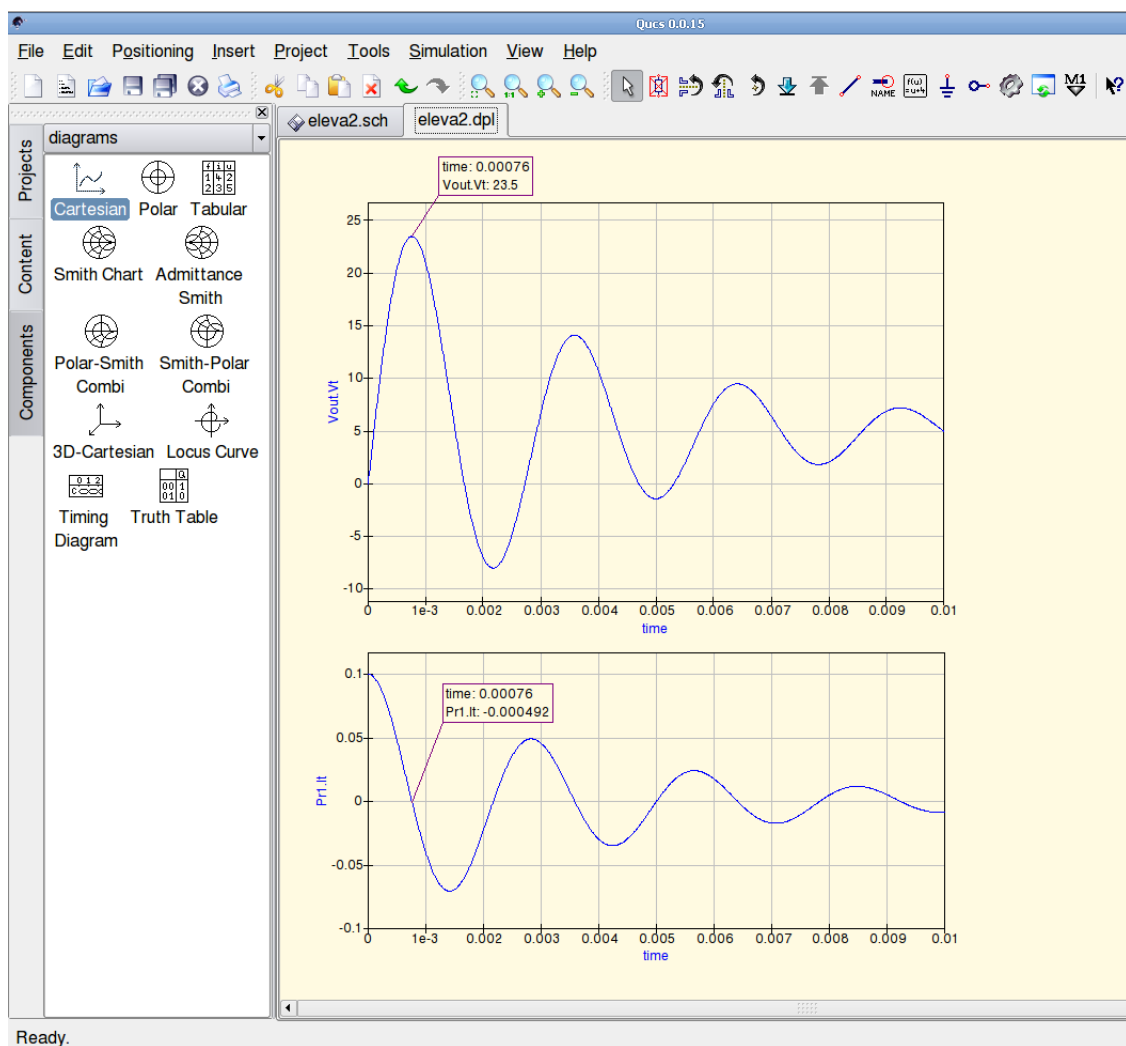 Qucs 0.0.15
File Edit Positioning Insert Project Tools Simulation View Help
NAME
M1
eleva2.sch
eleva2.dpl
Projects
Content
Components
diagrams
Cartesian Polar Tabular
Smith Chart Admittance
Smith
Polar-Smith Smith-Polar
Combi Combi
3D-Cartesian Locus Curve
Timing Truth Table
Diagram
time: 0.00076
Vout.Vt: 23.5
25
20
15
10
5
0
-5
-10
Vout.Vt
0 1e-3 0.002 0.003 0.004 0.005 0.006 0.007 0.008 0.009 0.01
time
time: 0.00076
Pr1.It: -0.000492
0.1
0.05
0
-0.05
-0.1
Pr1.It
0 1e-3 0.002 0.003 0.004 0.005 0.006 0.007 0.008 0.009 0.01
time
Ready.